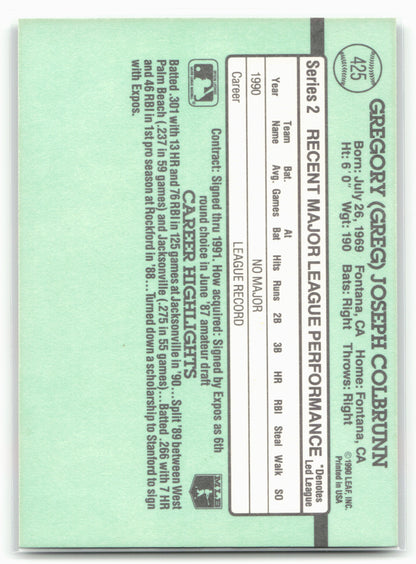 425
GREGORY (GREG) JOSEPH COLBRUNN
Born: July 26, 1969 Fontana, CA Home: Fontana, CA
Ht: 6' 0" Wgt: 190 Bats: Right Throws: Right
©1990 LEAF, INC.
Printed in USA
Series 2 RECENT MAJOR LEAGUE PERFORMANCE
*Denotes
Led League
Year Team Name Bat. Avg. Games At Bat Hits Runs 2B 3B HR RBI Steal Walk SO
1990 NO MAJOR
Career LEAGUE RECORD
Contract: Signed thru 1991. How acquired: Signed by Expos as 6th
round choice in June '87 amateur draft
CAREER HIGHLIGHTS
MLB
Batted .301 with 13 HR and 76 RBI in 125 games at Jacksonville in '90...Split '89 between West
Palm Beach (.237 in 59 games) and Jacksonville (.275 in 55 games)...Batted .266 with 7 HR
and 46 RBI in 1st pro season at Rockford in '88...Turned down a scholarship to Stanford to sign
with Expos.